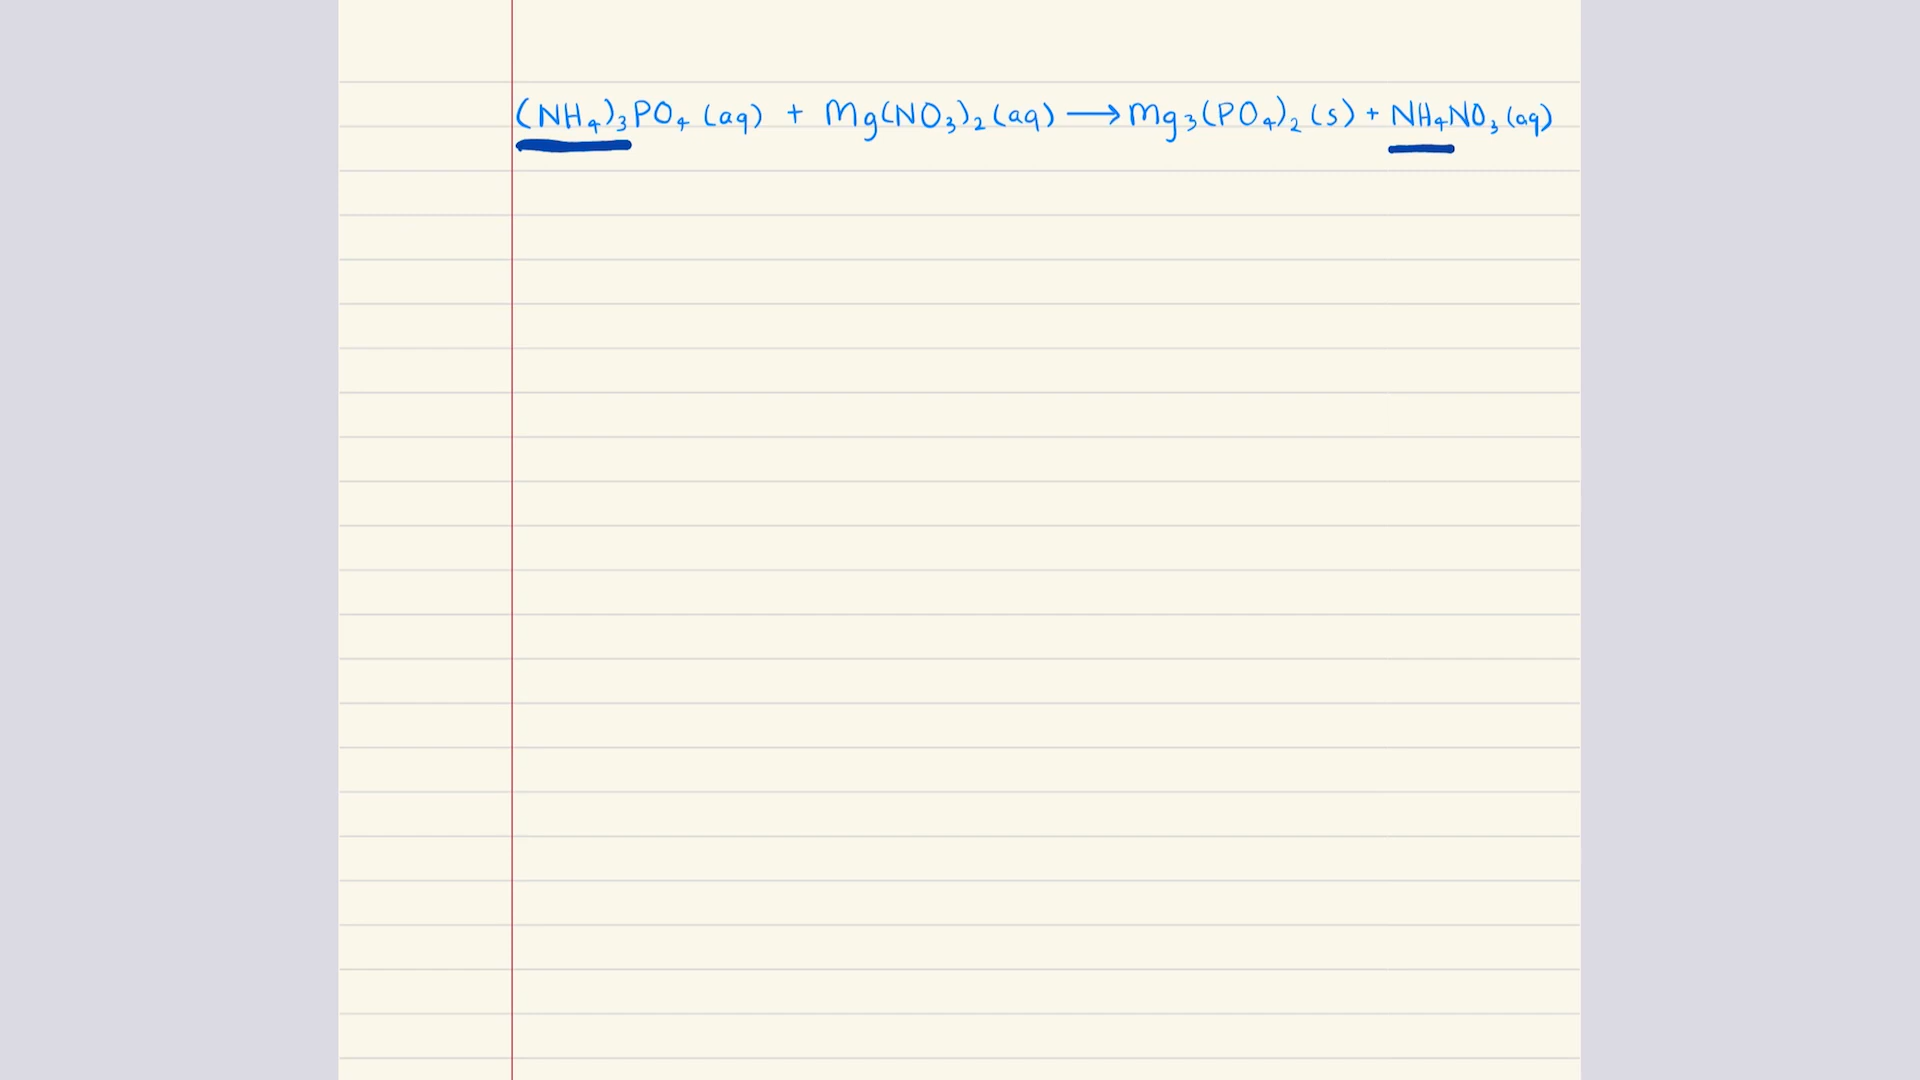 (NH₄)₃PO₄ (aq) + Mg(NO₃)₂ (aq) ⟶ Mg₃(PO₄)₂ (s) + NH₄NO₃ (aq)